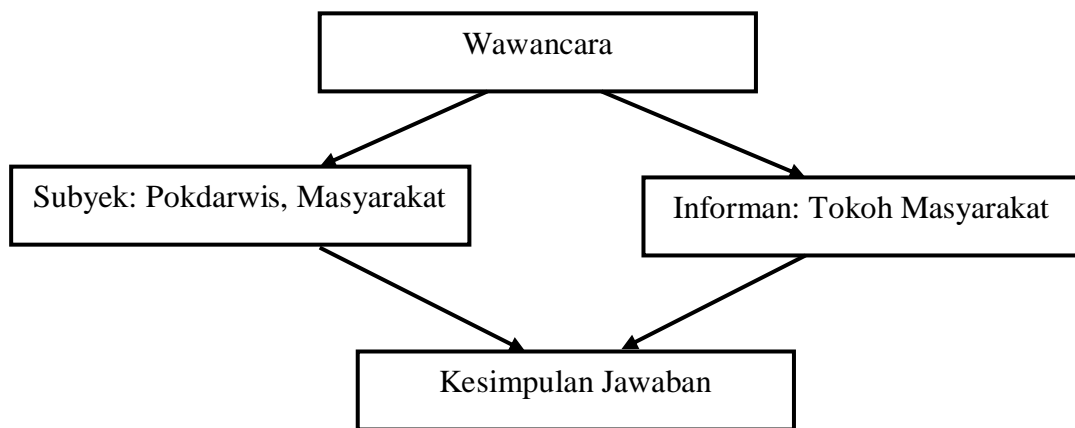 Wawancara
Subyek: Pokdarwis, Masyarakat
Informan: Tokoh Masyarakat
Kesimpulan Jawaban